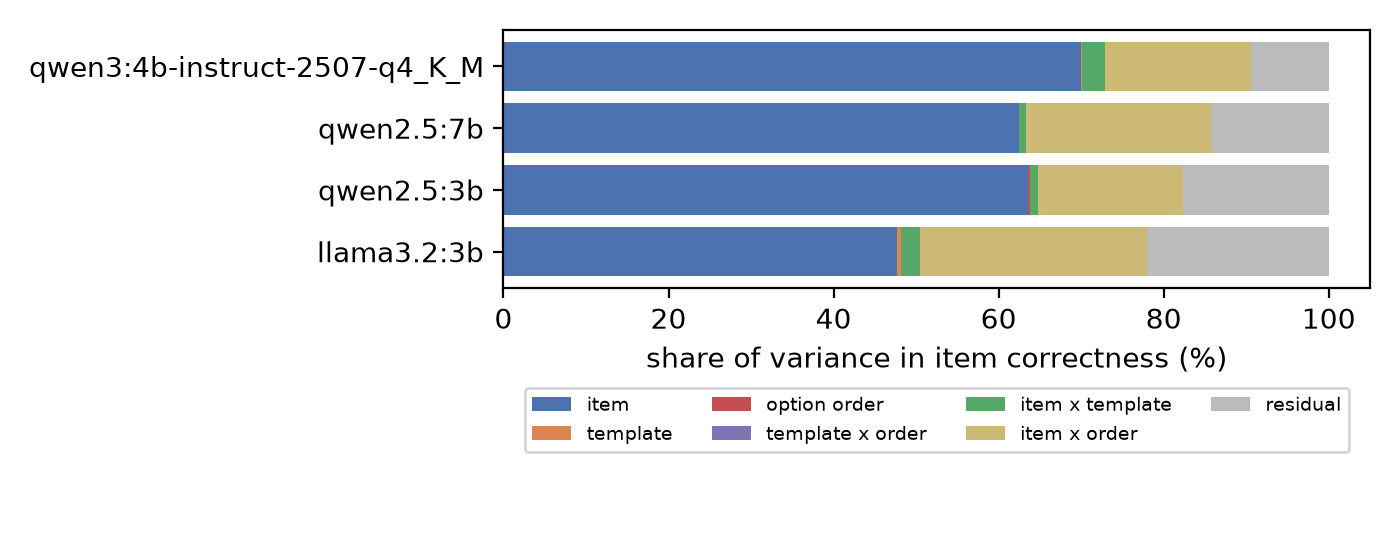 qwen3:4b-instruct-2507-q4_K_M
qwen2.5:7b
qwen2.5:3b
llama3.2:3b
0 20 40 60 80 100
share of variance in item correctness (%)
item option order item x template residual
template template x order item x order